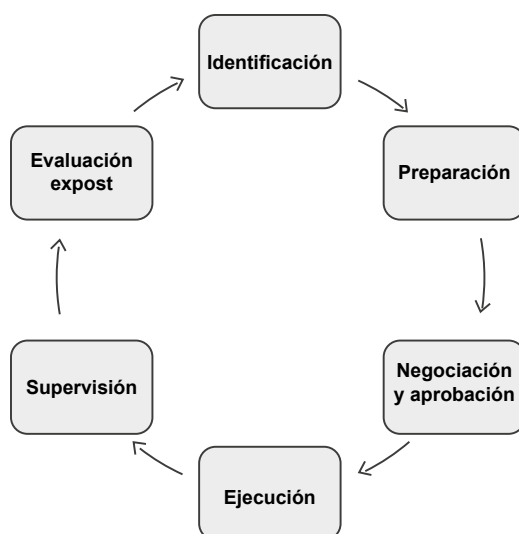 Identificación
Preparación
Negociación
y aprobación
Ejecución
Supervisión
Evaluación
expost